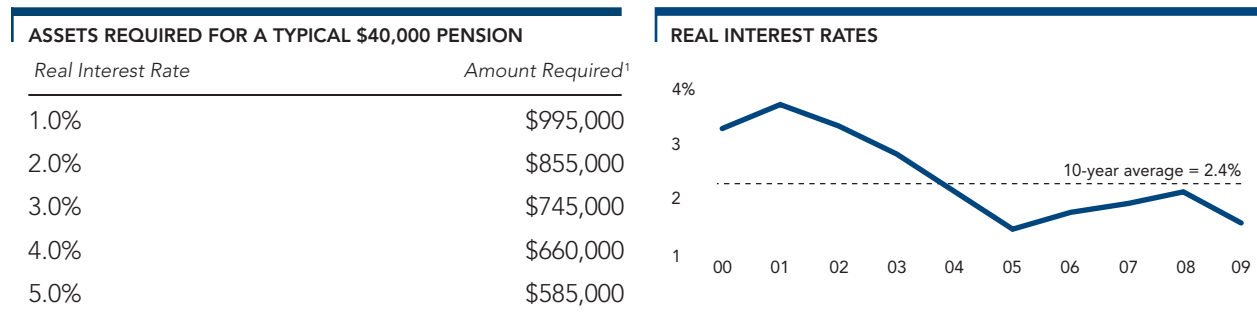 ASSETS REQUIRED FOR A TYPICAL $40,000 PENSION
Real Interest Rate Amount Required¹
1.0% $995,000
2.0% $855,000
3.0% $745,000
4.0% $660,000
5.0% $585,000
REAL INTEREST RATES
4%
3
10-year average = 2.4%
2
1
00 01 02 03 04 05 06 07 08 09